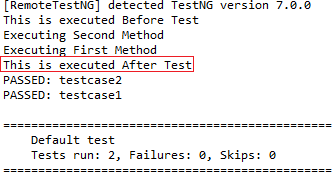 [RemoteTestNG] detected TestNG version 7.0.0
This is executed Before Test
Executing Second Method
Executing First Method
This is executed After Test
PASSED: testcase2
PASSED: testcase1
===============================================
Default test
Tests run: 2, Failures: 0, Skips: 0
===============================================